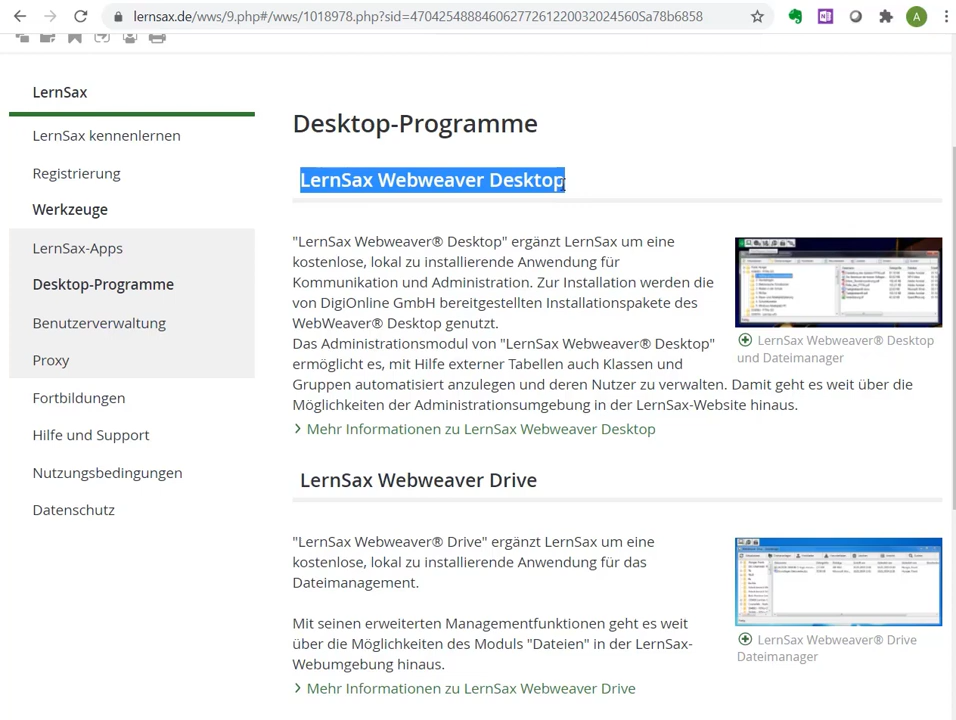 lernsax.de/wws/9.php#/wws/1018978.php?sid=47042548884606277261220032024560Sa78b6858
A
LernSax
LernSax kennenlernen
Registrierung
Werkzeuge
LernSax-Apps
Desktop-Programme
Benutzerverwaltung
Proxy
Fortbildungen
Hilfe und Support
Nutzungsbedingungen
Datenschutz
Desktop-Programme
LernSax Webweaver Desktop
"LernSax Webweaver® Desktop" ergänzt LernSax um eine
kostenlose, lokal zu installierende Anwendung für
Kommunikation und Administration. Zur Installation werden die
von DigiOnline GmbH bereitgestellten Installationspakete des
WebWeaver® Desktop genutzt.
Das Administrationsmodul von "LernSax Webweaver® Desktop"
ermöglicht es, mit Hilfe externer Tabellen auch Klassen und
Gruppen automatisiert anzulegen und deren Nutzer zu verwalten. Damit geht es weit über die
Möglichkeiten der Administrationsumgebung in der LernSax-Website hinaus.
Mehr Informationen zu LernSax Webweaver Desktop
LernSax Webweaver® Desktop
und Dateimanager
LernSax Webweaver Drive
"LernSax Webweaver® Drive" ergänzt LernSax um eine
kostenlose, lokal zu installierende Anwendung für das
Dateimanagement.
Mit seinen erweiterten Managementfunktionen geht es weit
über die Möglichkeiten des Moduls "Dateien" in der LernSax-
Webumgebung hinaus.
Mehr Informationen zu LernSax Webweaver Drive
LernSax Webweaver® Drive
Dateimanager